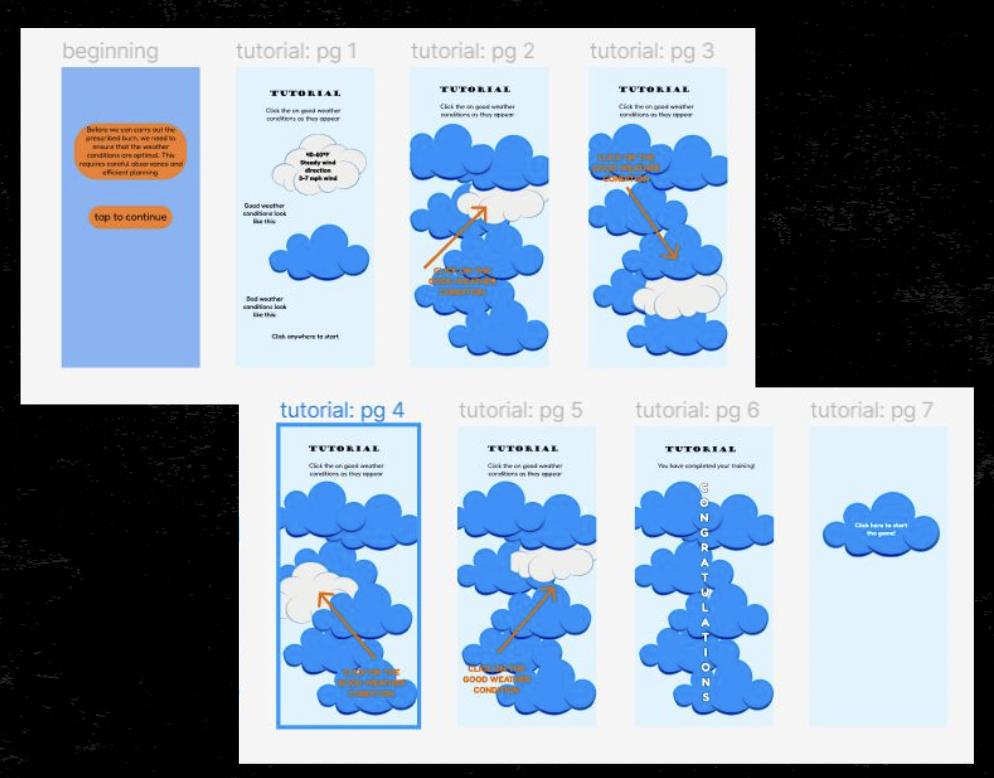 beginning
Before we can carry out the
prescribed burn, we need to
ensure that the weather
conditions are optimal. This
requires careful observance and
efficient planning
tap to continue
tutorial: pg 1
TUTORIAL
Click the on good weather
conditions as they appear
40-60°F
Steady wind
direction
3-7 mph wind
Good weather
conditions look
like this:
Bad weather
conditions look
like this:
Click anywhere to start
tutorial: pg 2
TUTORIAL
Click the on good weather
conditions as they appear
CLICK ON THE
GOOD WEATHER
CONDITION
tutorial: pg 3
TUTORIAL
Click the on good weather
conditions as they appear
CLICK ON THE
GOOD WEATHER
CONDITION
tutorial: pg 4
TUTORIAL
Click the on good weather
conditions as they appear
CLICK ON THE
GOOD WEATHER
CONDITION
tutorial: pg 5
TUTORIAL
Click the on good weather
conditions as they appear
CLICK ON THE
GOOD WEATHER
CONDITION
tutorial: pg 6
TUTORIAL
You have completed your training!
CONGRATULATIONS
tutorial: pg 7
Click here to start
the game!